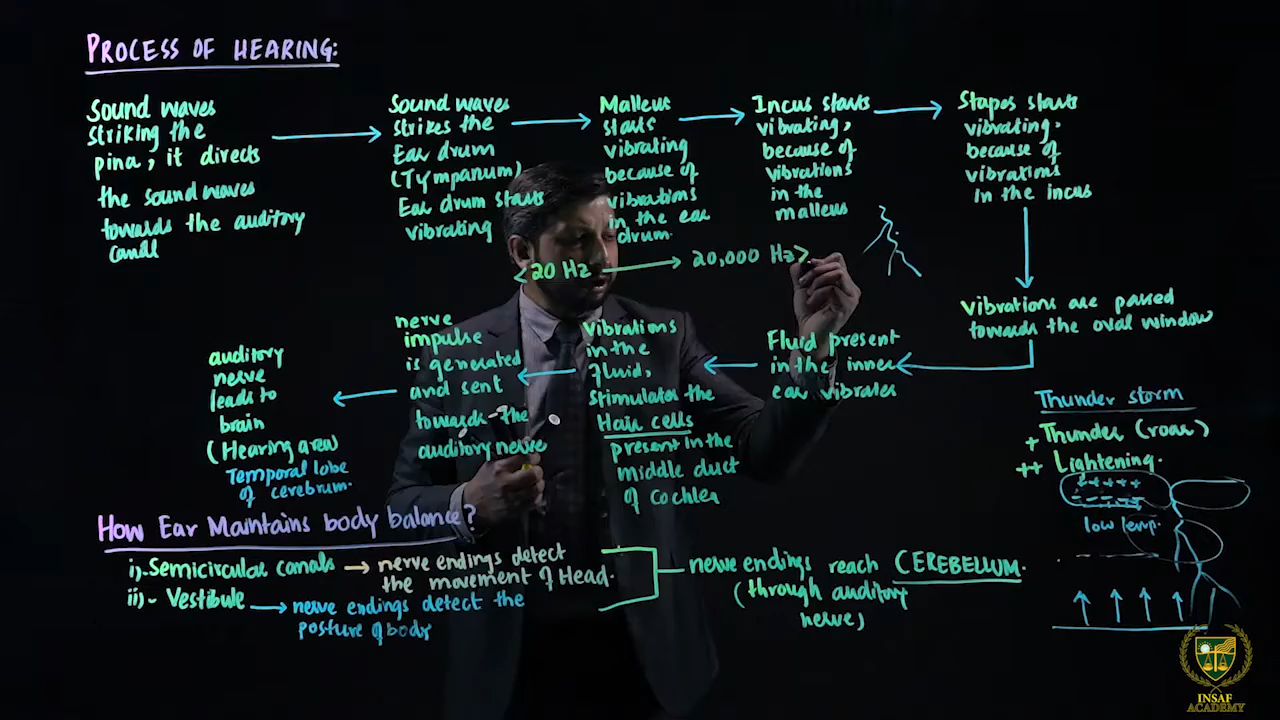 PROCESS OF HEARING:
Sound waves
striking the
pina, it directs
the sound waves
towards the auditory
canal
Sound waves
strikes the
Ear drum
(Tympanum)
Ear drum starts
vibrating
Malleus
starts
vibrating
because of
vibrations
in the ear
drum.
Incus starts
vibrating,
because of
vibrations
in the
malleus
Stapes starts
vibrating.
because of
vibrations
in the incus
<20 Hz → 20,000 Hz>
Vibrations are passed
towards the oval window
Fluid present
in the inner
ear vibrates
Vibrations
in the
fluid,
stimulates the
Hair cells
present in the
middle duct
of Cochlea
nerve
impulse
is generated
and sent
towards the
auditory nerve
auditory
nerve
leads to
brain
(Hearing area)
Temporal lobe
of cerebrum.
Thunder storm
+ Thunder (roar)
++ Lightening.
+ + + + +
low temp.
How Ear Maintains body balance?
i)- Semicircular canals → nerve endings detect
the movement of Head.
ii)- Vestibule → nerve endings detect the
posture of body
nerve endings reach CEREBELLUM.
(through auditory
nerve)
INSAF
ACADEMY